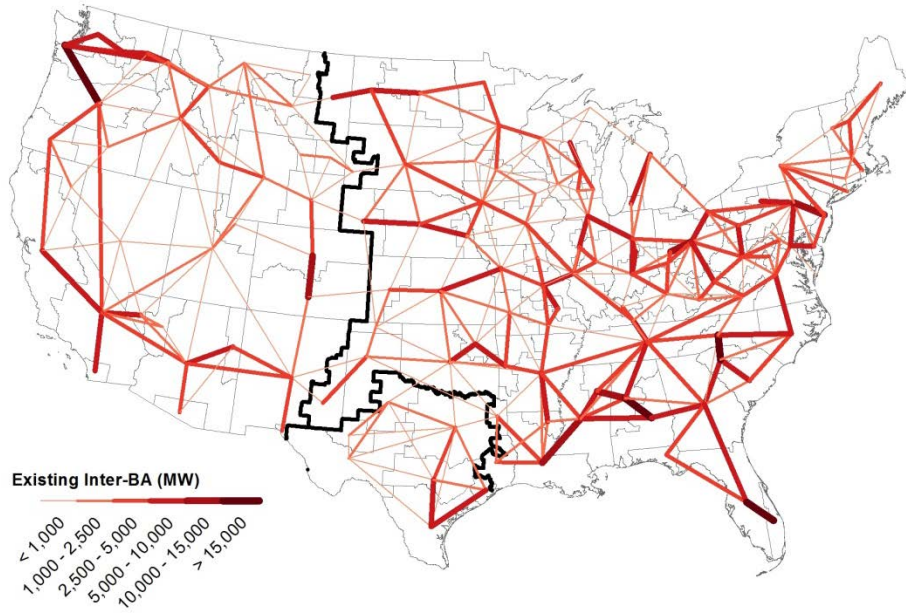 Existing Inter-BA (MW)
< 1,000
1,000 - 2,500
2,500 - 5,000
5,000 - 10,000
10,000 - 15,000
> 15,000